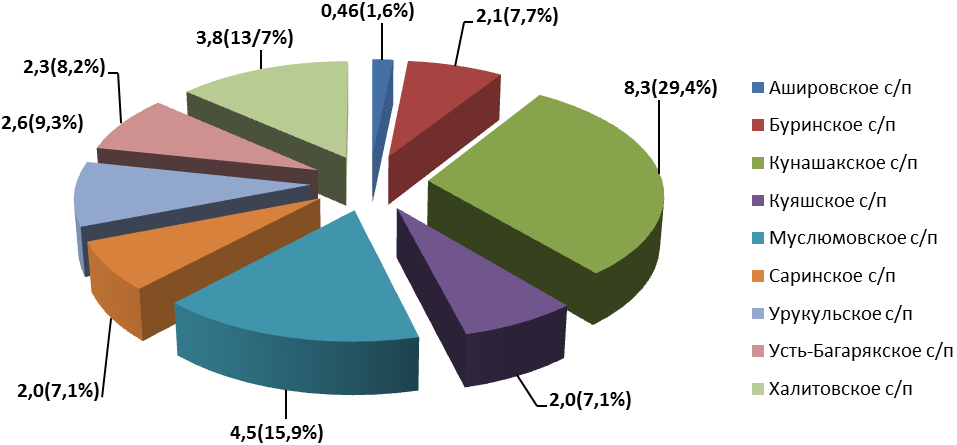 0,46(1,6%)
2,1(7,7%)
3,8(13/7%)
2,3(8,2%)
8,3(29,4%)
2,6(9,3%)
2,0(7,1%)
2,0(7,1%)
4,5(15,9%)
Ашировское с/п
Буринское с/п
Кунашакское с/п
Куяшское с/п
Муслюмовское с/п
Саринское с/п
Урукульское с/п
Усть-Багарякское с/п
Халитовское с/п